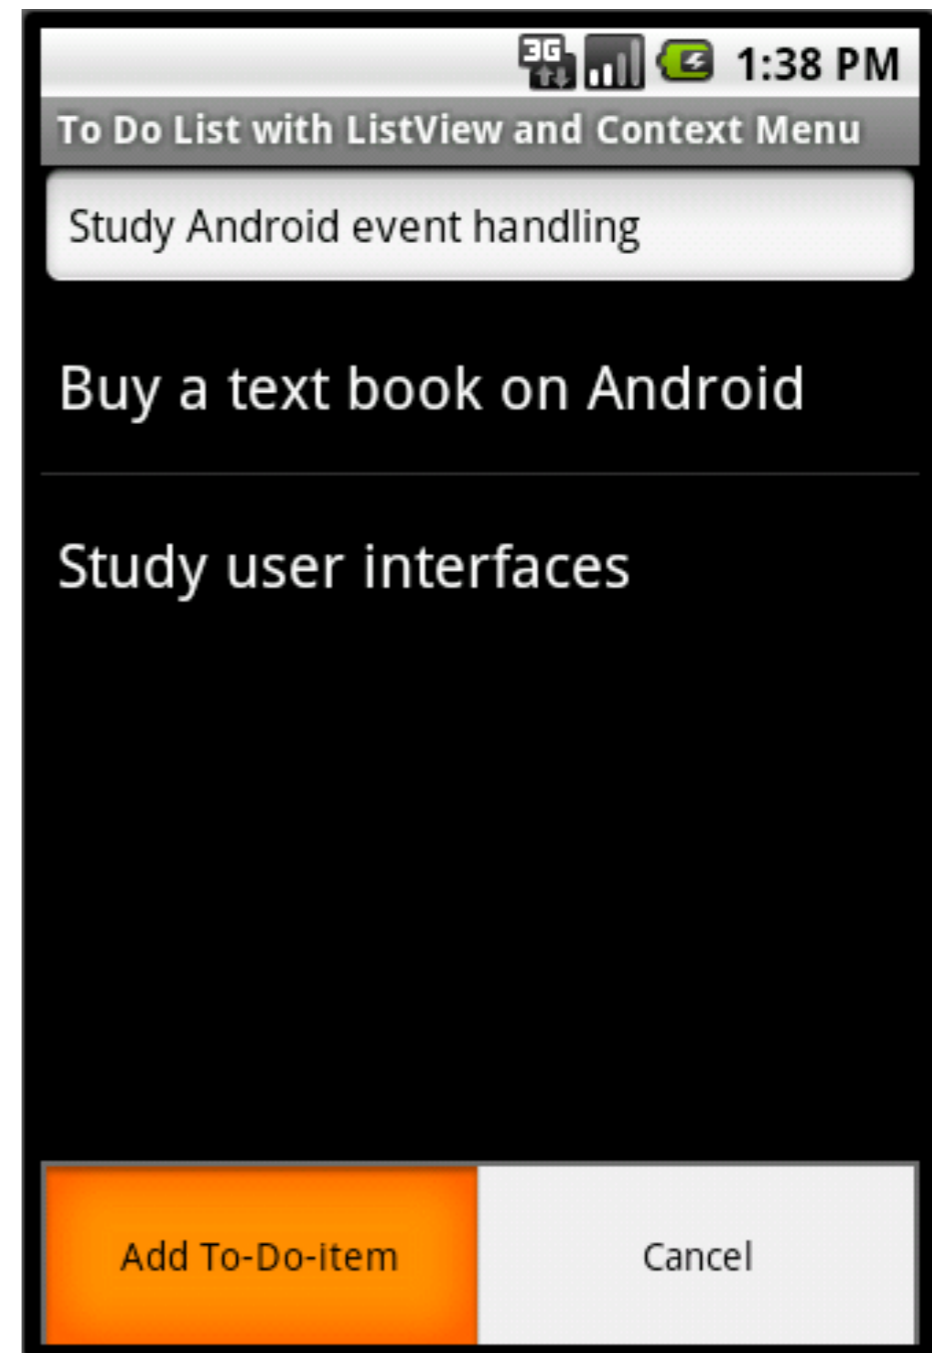 3G 1:38 PM
To Do List with ListView and Context Menu
Study Android event handling
Buy a text book on Android
Study user interfaces
Add To-Do-item Cancel